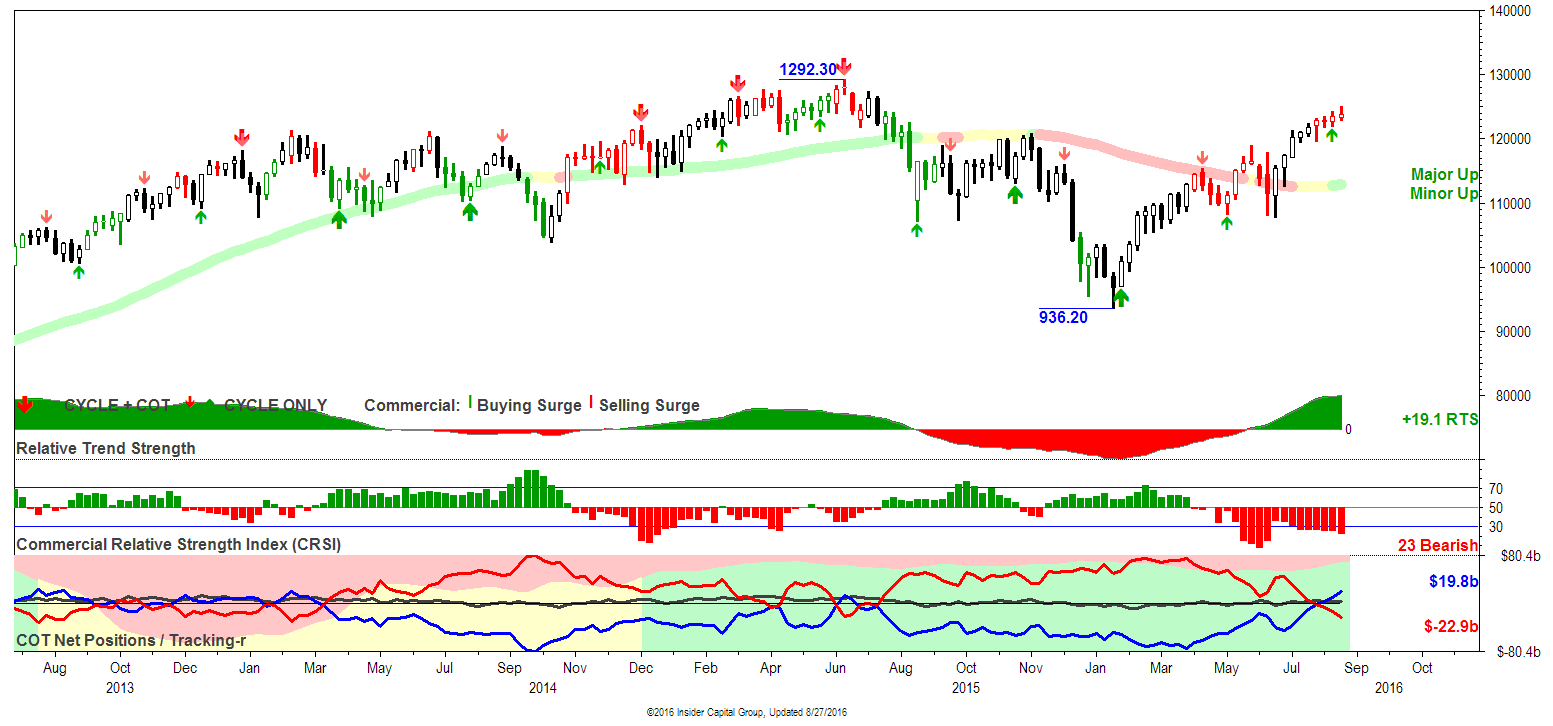 140000
1292.30
130000
120000
Major Up
Minor Up
110000
100000
936.20
90000
80000
CYCLE + COT CYCLE ONLY Commercial: Buying Surge Selling Surge
+19.1 RTS
0
Relative Trend Strength
70
50
30
Commercial Relative Strength Index (CRSI)
23 Bearish
$80.4b
$19.8b
$-22.9b
COT Net Positions / Tracking-r
$-80.4b
Aug Oct Dec Jan Mar May Jul Sep Nov Dec Feb Apr Jun Aug Oct Nov Jan Mar May Jul Sep Oct
2013 2014 2015 2016
©2016 Insider Capital Group, Updated 8/27/2016